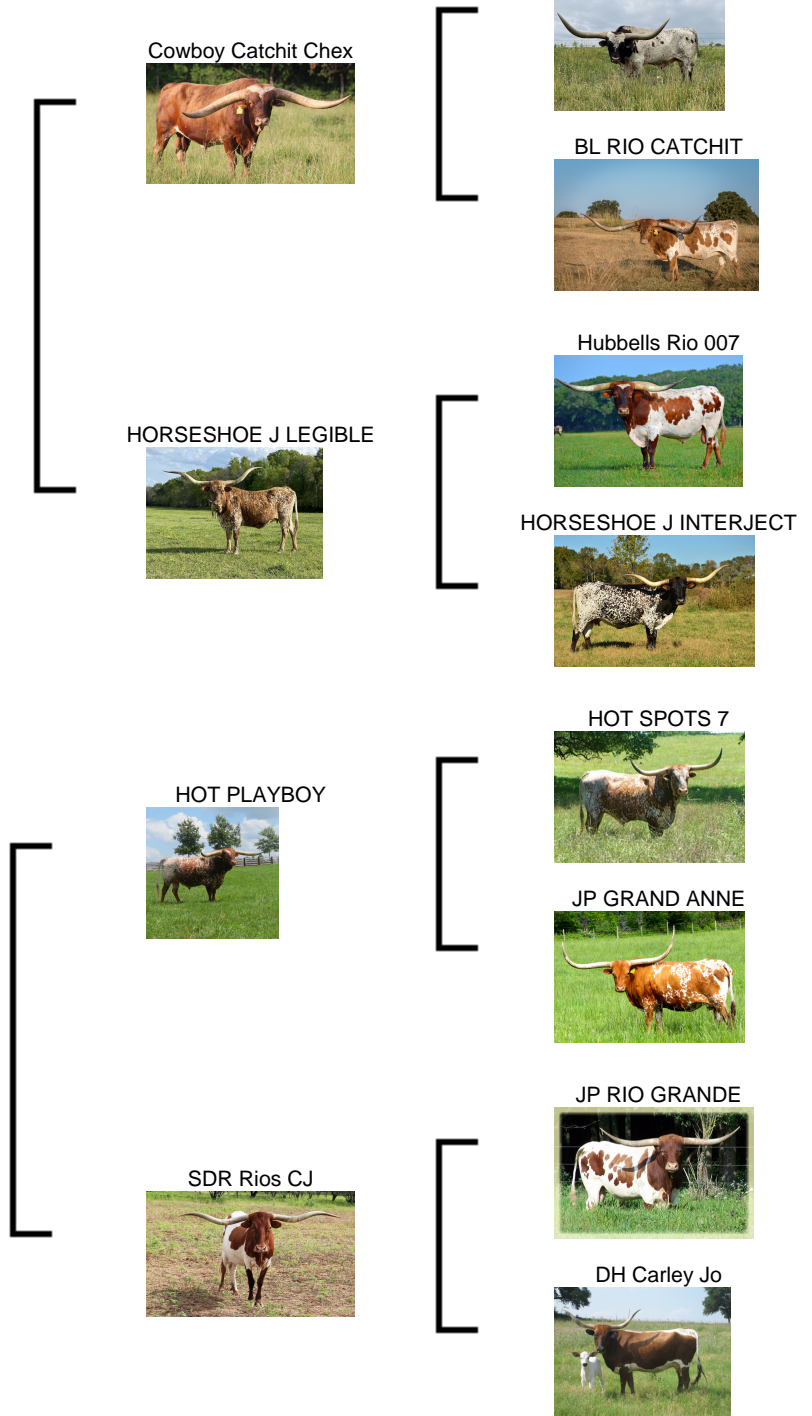 Cowboy Catchit Chex
BL RIO CATCHIT
Hubbells Rio 007
HORSESHOE J LEGIBLE
HORSESHOE J INTERJECT
HOT SPOTS 7
HOT PLAYBOY
JP GRAND ANNE
JP RIO GRANDE
SDR Rios CJ
DH Carley Jo